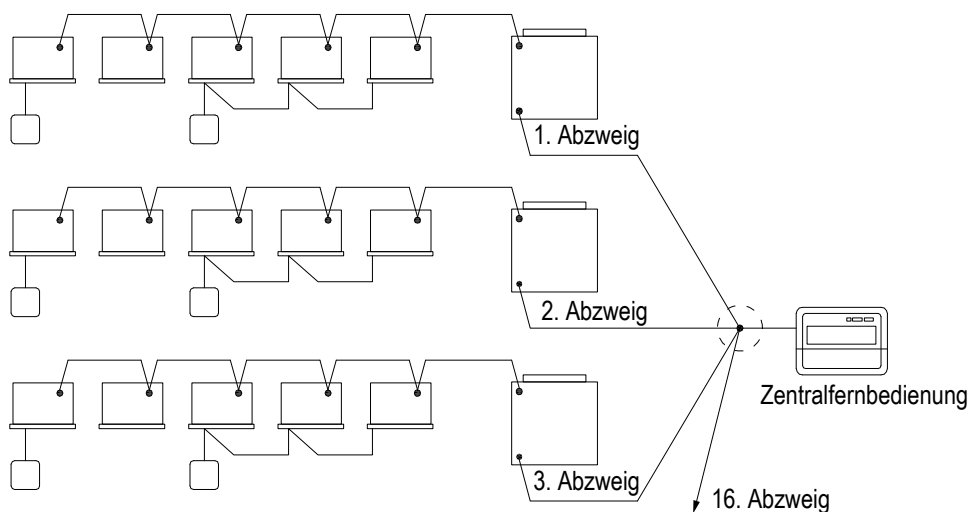 1. Abzweig
2. Abzweig
Zentralfernbedienung
3. Abzweig
16. Abzweig